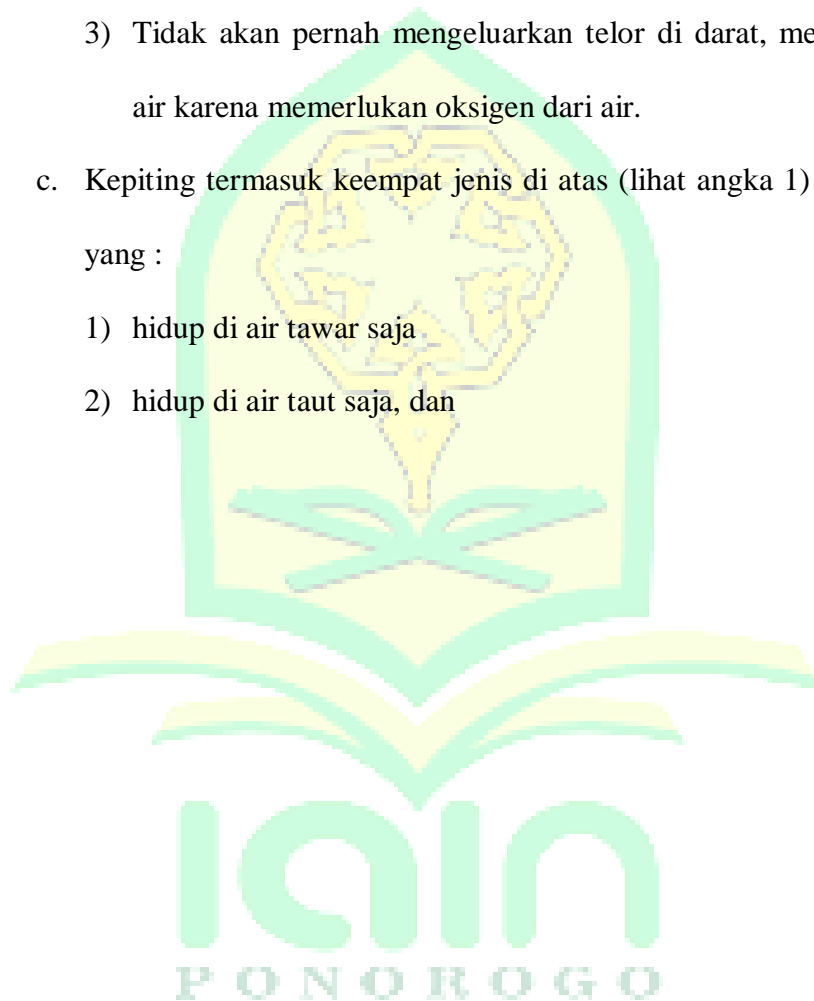 3) Tidak akan pernah mengeluarkan telor di darat, me
air karena memerlukan oksigen dari air.
c. Kepiting termasuk keempat jenis di atas (lihat angka 1)
yang :
1) hidup di air tawar saja
2) hidup di air taut saja, dan
IAIN
PONOROGO